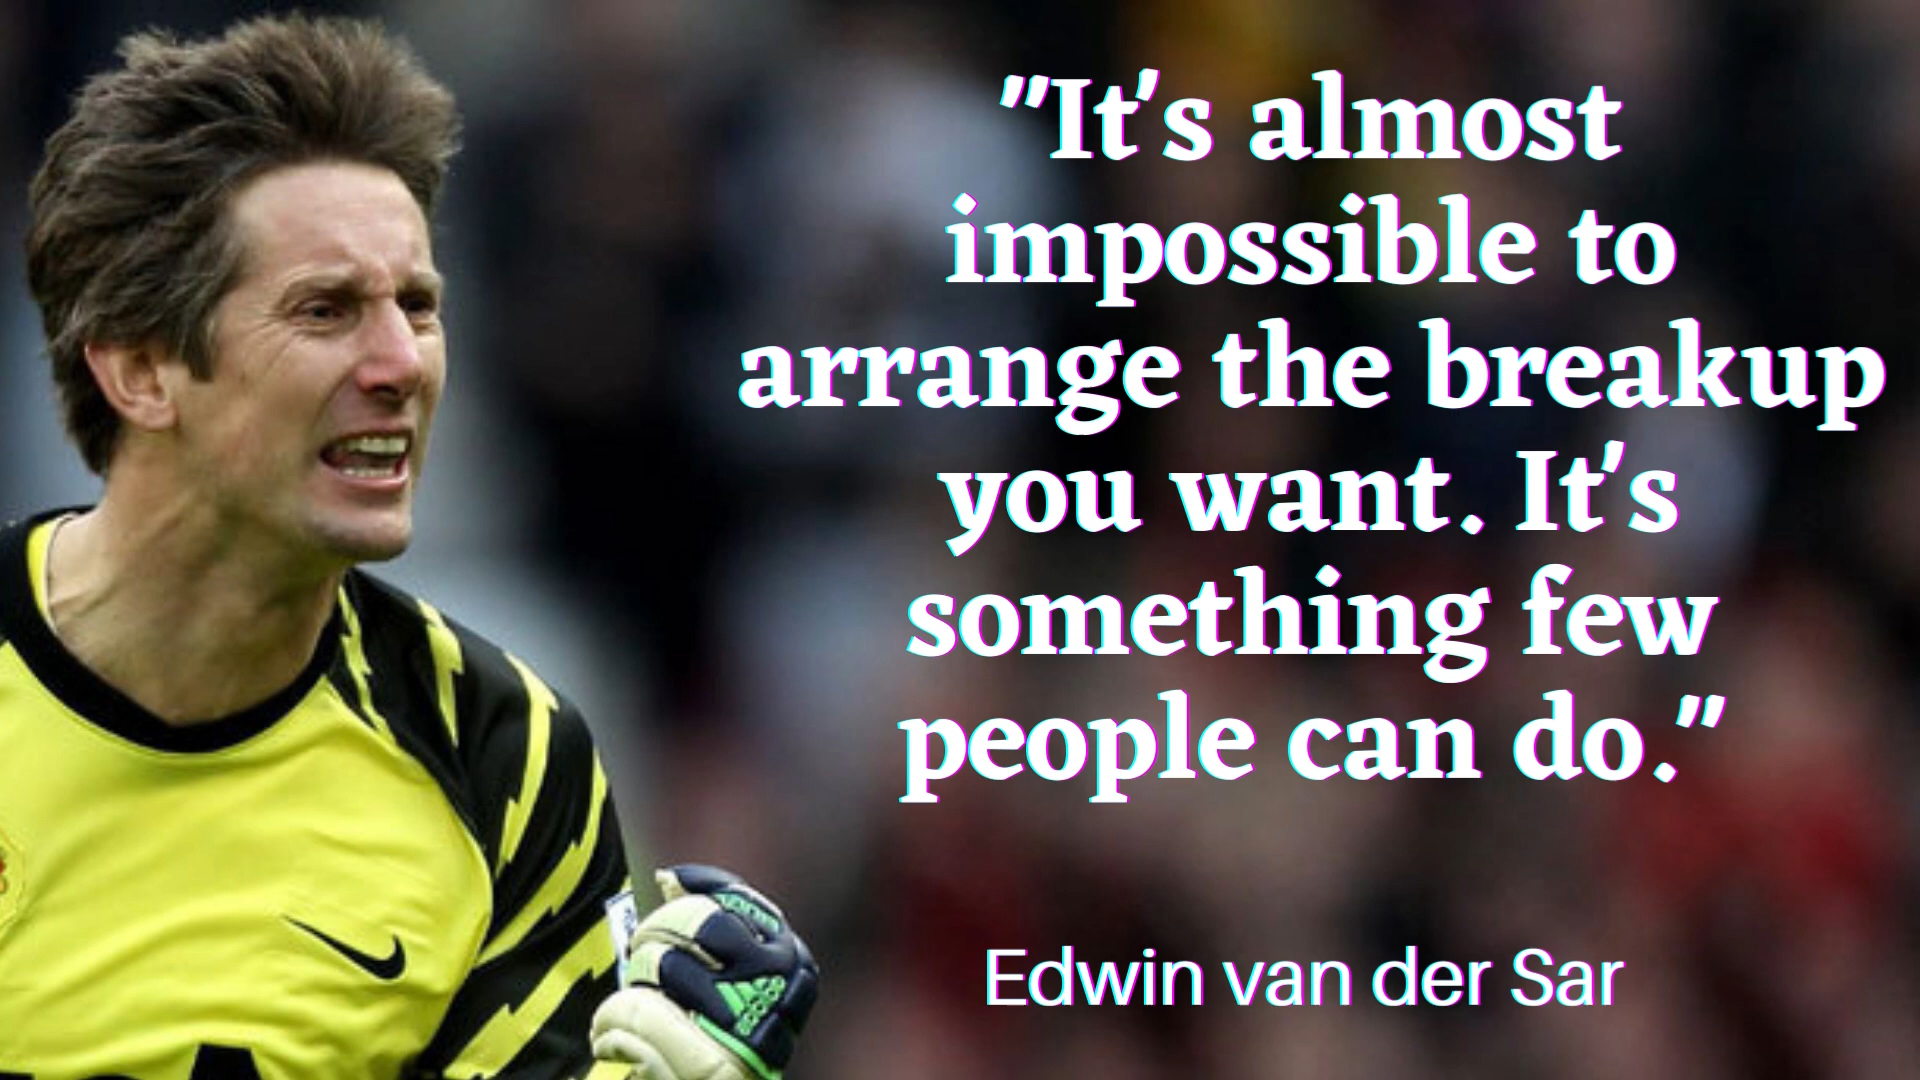 "It's almost
impossible to
arrange the breakup
you want. It's
something few
people can do."
Edwin van der Sar
adidas